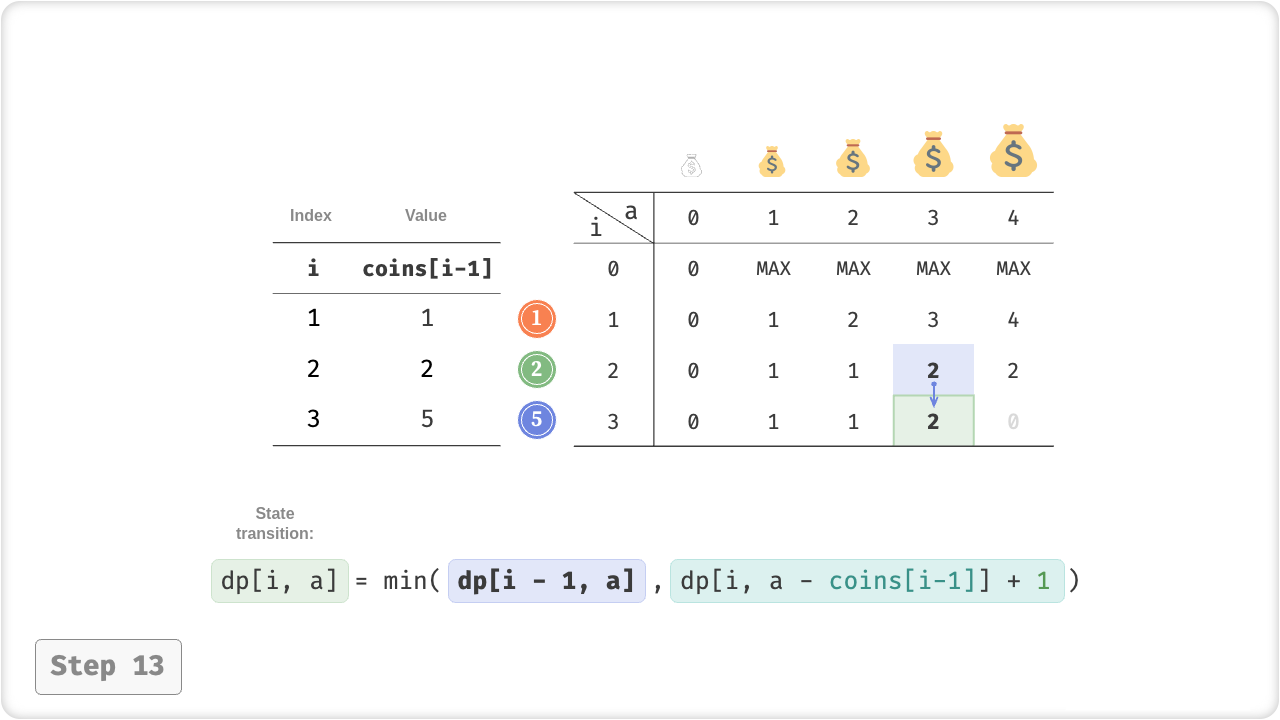 Index Value
i coins[i-1]
1 1
2 2
3 5
1
2
5
$ $ $ $ $
a
i
0 1 2 3 4
0 0 MAX MAX MAX MAX
1 0 1 2 3 4
2 0 1 1 2 2
3 0 1 1 2 0
State
transition:
dp[i, a] = min( dp[i - 1, a] , dp[i, a - coins[i-1]] + 1 )
Step 13